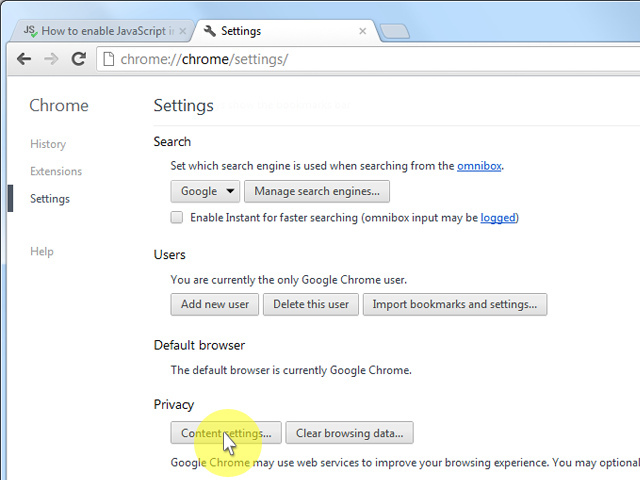 How to enable JavaScript in
Settings
chrome://chrome/settings/
Chrome
Settings
History
Extensions
Settings
Help
Search
Set which search engine is used when searching from the omnibox.
Google
Manage search engines...
Enable Instant for faster searching (omnibox input may be logged)
Users
You are currently the only Google Chrome user.
Add new user
Delete this user
Import bookmarks and settings...
Default browser
The default browser is currently Google Chrome.
Privacy
Content settings...
Clear browsing data...
Google Chrome may use web services to improve your browsing experience. You may optional